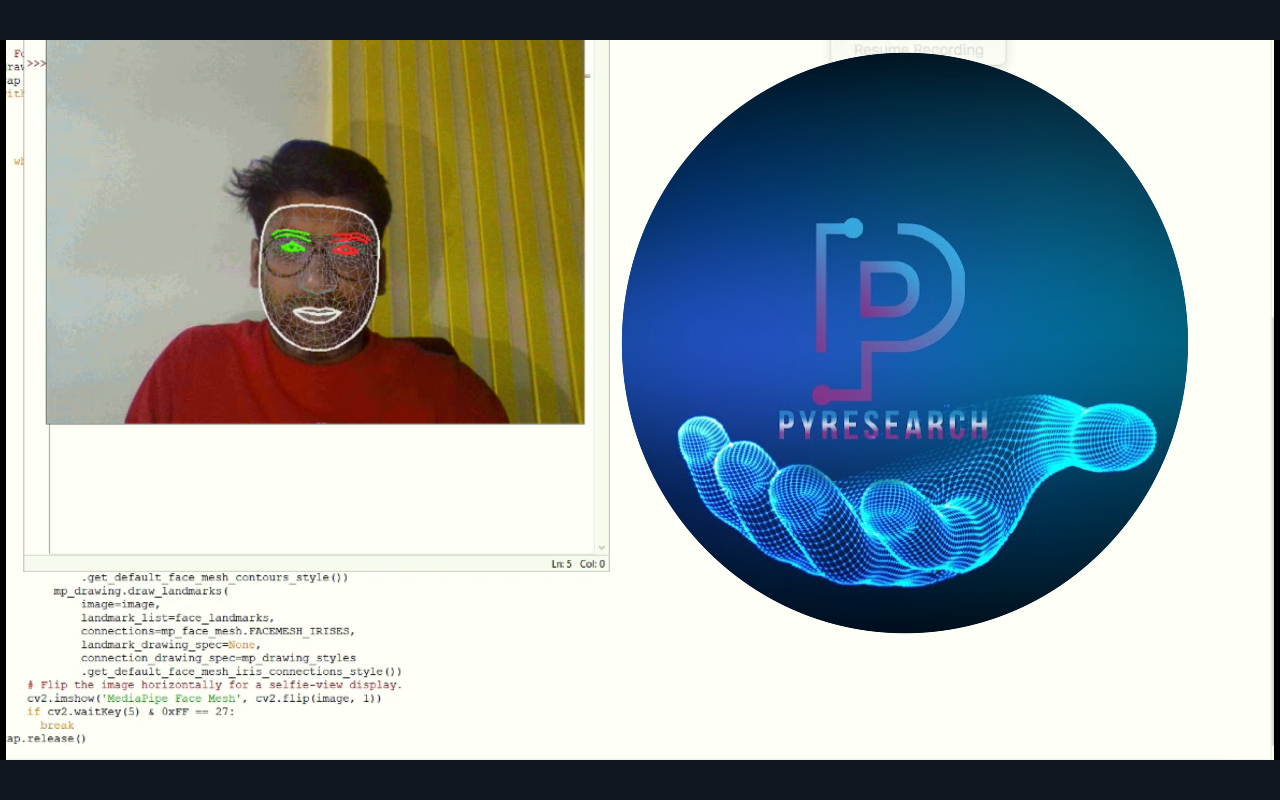 Resume Recording
>>>
PYRESEARCH
Ln: 5 Col: 0
.get_default_face_mesh_contours_style())
mp_drawing.draw_landmarks(
image=image,
landmark_list=face_landmarks,
connections=mp_face_mesh.FACEMESH_IRISES,
landmark_drawing_spec=None,
connection_drawing_spec=mp_drawing_styles
.get_default_face_mesh_iris_connections_style())
# Flip the image horizontally for a selfie-view display.
cv2.imshow('MediaPipe Face Mesh', cv2.flip(image, 1))
if cv2.waitKey(5) & 0xFF == 27:
break
ap.release()